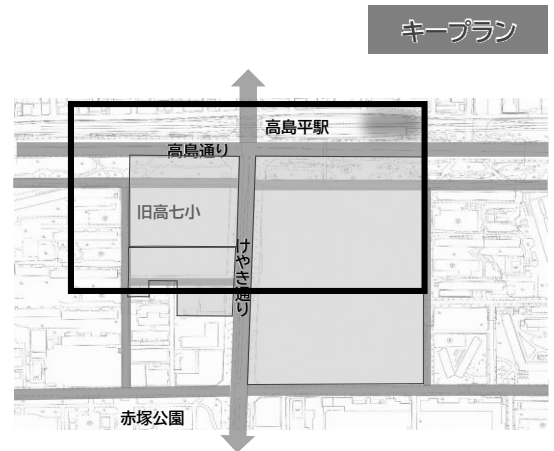 キープラン
高島平駅
高島通り
旧高七小
けやき通り
赤塚公園